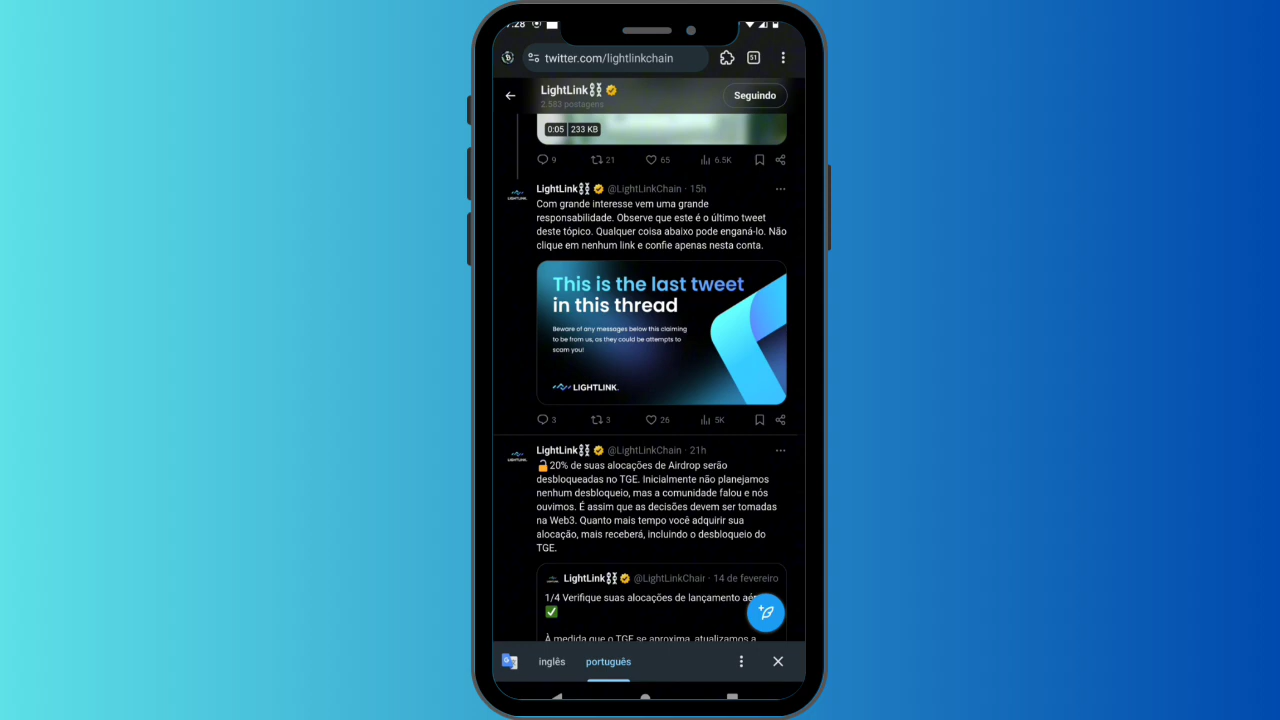 7:28
twitter.com/lightlinkchain
51
LightLink
2.583 postagens
Seguindo
0:05 | 233 KB
9 21 65 6.5K
LIGHTLINK.
LightLink @LightLinkChain · 15h
Com grande interesse vem uma grande
responsabilidade. Observe que este é o último tweet
deste tópico. Qualquer coisa abaixo pode enganá-lo. Não
clique em nenhum link e confie apenas nesta conta.
This is the last tweet
in this thread
Beware of any messages below this claiming
to be from us, as they could be attempts to
scam you!
LIGHTLINK.
3 3 26 5K
LIGHTLINK.
LightLink @LightLinkChain · 21h
20% de suas alocações de Airdrop serão
desbloqueadas no TGE. Inicialmente não planejamos
nenhum desbloqueio, mas a comunidade falou e nós
ouvimos. É assim que as decisões devem ser tomadas
na Web3. Quanto mais tempo você adquirir sua
alocação, mais receberá, incluindo o desbloqueio do
TGE.
LightLink @LightLinkChair · 14 de fevereiro
1/4 Verifique suas alocações de lançamento aér
À medida que o TGE se aproxima, atualizamos a
inglês português